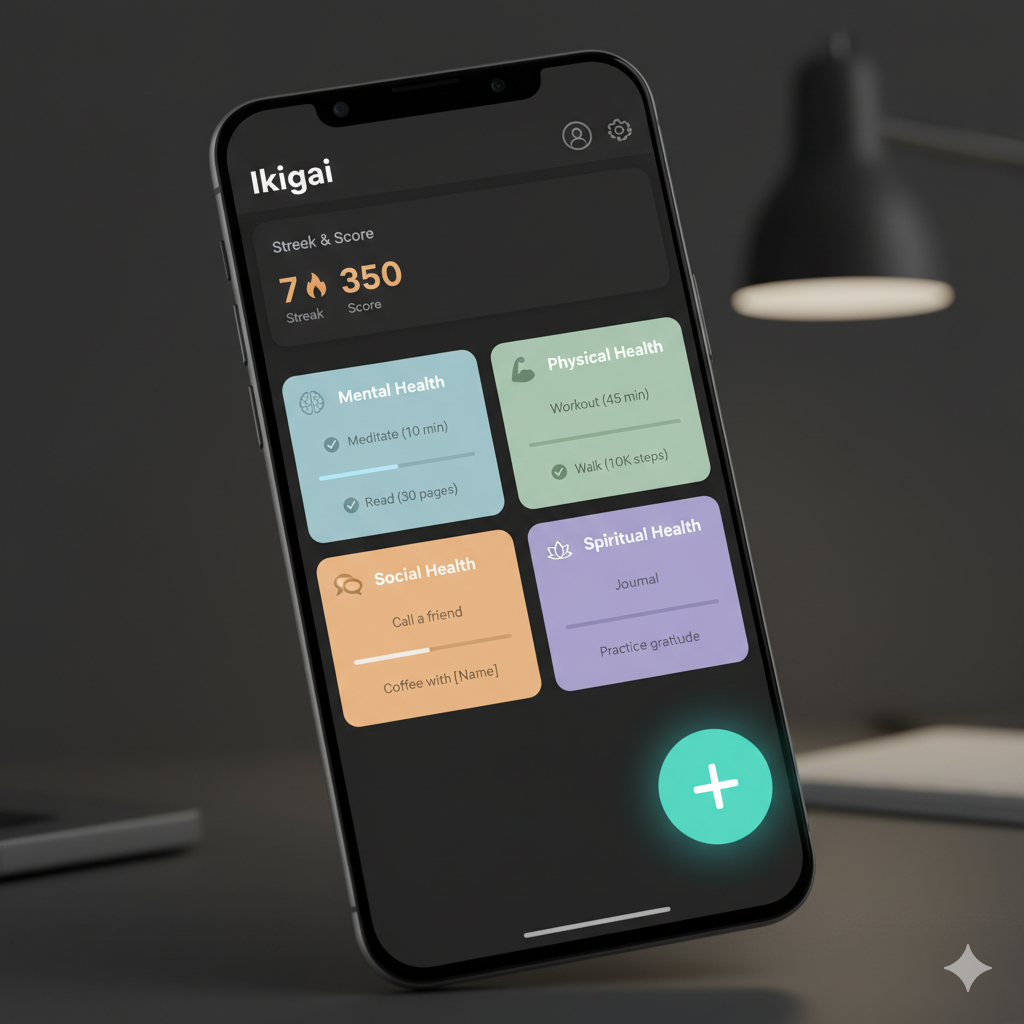 Ikigai
Streek & Score
7 350
Streak Score
Mental Health
Meditate (10 min)
Read (30 pages)
Physical Health
Workout (45 min)
Walk (10K steps)
Social Health
Call a friend
Coffee with [Name]
Spiritual Health
Joumal
Practice gratiude